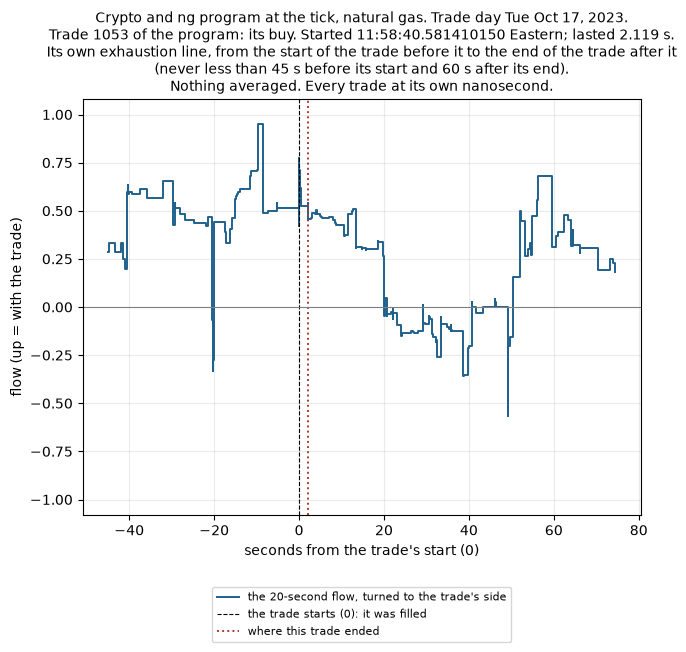 Crypto and ng program at the tick, natural gas. Trade day Tue Oct 17, 2023.
Trade 1053 of the program: its buy. Started 11:58:40.581410150 Eastern; lasted 2.119 s.
Its own exhaustion line, from the start of the trade before it to the end of the trade after it
(never less than 45 s before its start and 60 s after its end).
Nothing averaged. Every trade at its own nanosecond.
1.00
0.75
0.50
0.25
0.00
−0.25
−0.50
−0.75
−1.00
flow (up = with the trade)
−40
−20
0
20
40
60
80
seconds from the trade's start (0)
the 20-second flow, turned to the trade's side
the trade starts (0): it was filled
where this trade ended